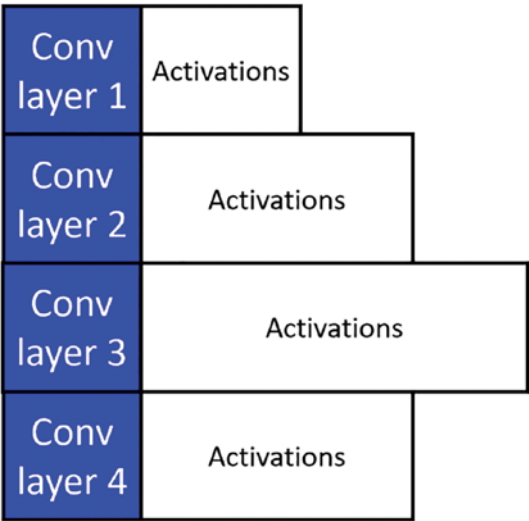 Conv
layer 1
Activations
Conv
layer 2
Activations
Conv
layer 3
Activations
Conv
layer 4
Activations